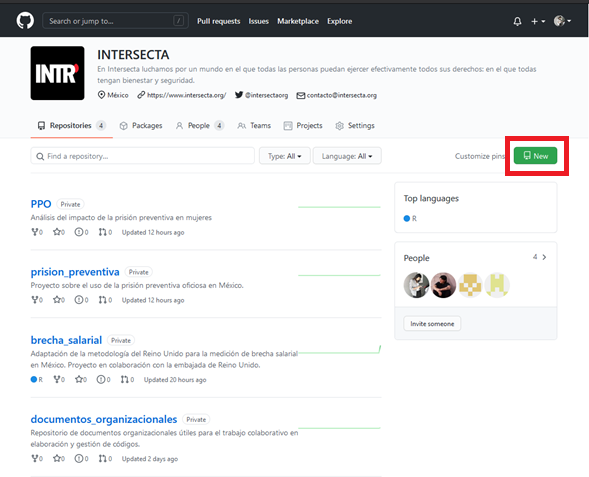 Search or jump to... /
Pull requests Issues Marketplace Explore
INTR
INTERSECTA
En Intersecta luchamos por un mundo en el que todas las personas puedan ejercer efectivamente todos sus derechos: en el que todas
tengan bienestar y seguridad.
México https://www.intersecta.org/ @intersectaorg contacto@intersecta.org
Repositories 4 Packages People 4 Teams Projects Settings
Find a repository... Type: All Language: All Customize pins New
PPO Private
Análisis del impacto de la prisión preventiva en mujeres
0 0 0 0 Updated 12 hours ago
prision_preventiva Private
Proyecto sobre el uso de la prisión preventiva oficiosa en México.
0 0 0 0 Updated 12 hours ago
brecha_salarial Private
Adaptación de la metodología del Reino Unido para la medición de brecha salarial
en México. Proyecto en colaboración con la embajada de Reino Unido.
R 0 0 0 0 Updated 20 hours ago
documentos_organizacionales Private
Repositorio de documentos organizacionales útiles para el trabajo colaborativo en
elaboración y gestión de códigos.
0 0 0 0 Updated 2 days ago
Top languages
R
People 4
Invite someone